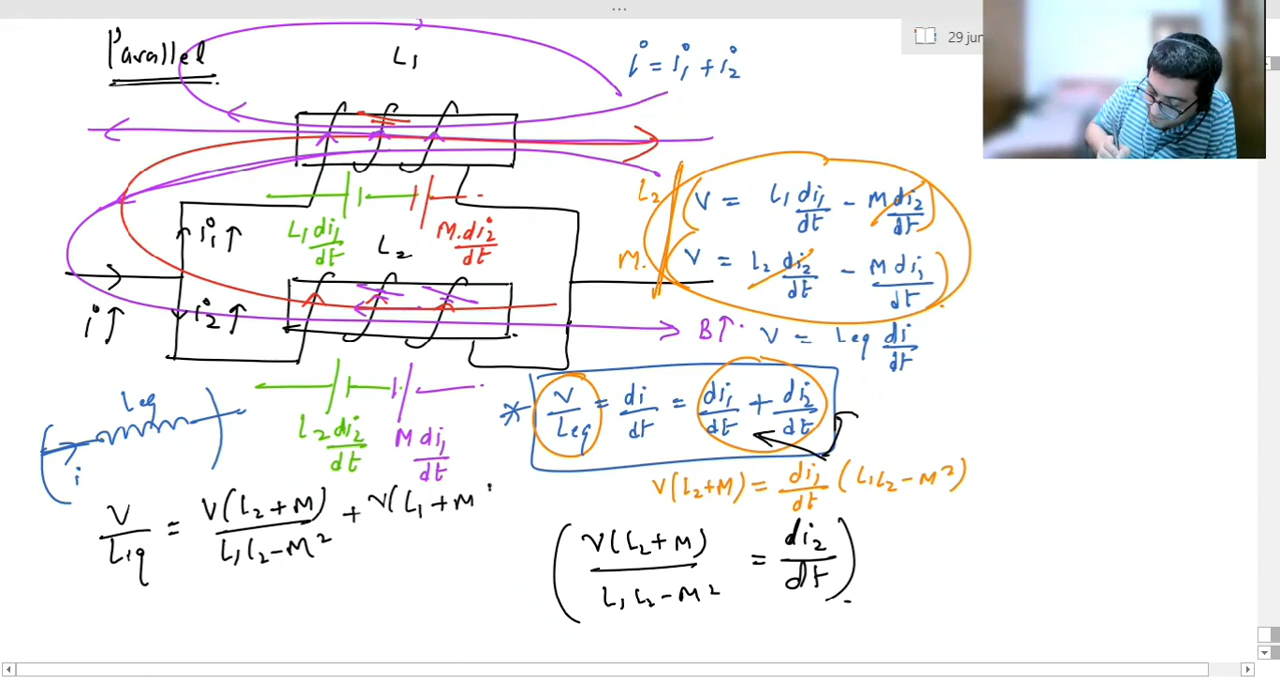 Parallel
L₁
i = i₁ + i₂
29 jun
L₂
V = L₁ di₁/dt - M di₂/dt
M.
V = L₂ di₂/dt - M di₁/dt
i₁↑
L₁ di₁/dt
L₂
M. di₂/dt
i↑
i₂↑
B↑.
V = Leq di/dt
Leq
i
L₂ di₂/dt
M di₁/dt
* V/Leq = di/dt = di₁/dt + di₂/dt
V(L₂+M) = di₁/dt (L₁L₂-M²)
V/Leq = V(L₂+M)/L₁L₂-M² + V(L₁+M
(V(L₂+M)/L₁L₂-M² = di₂/dt)